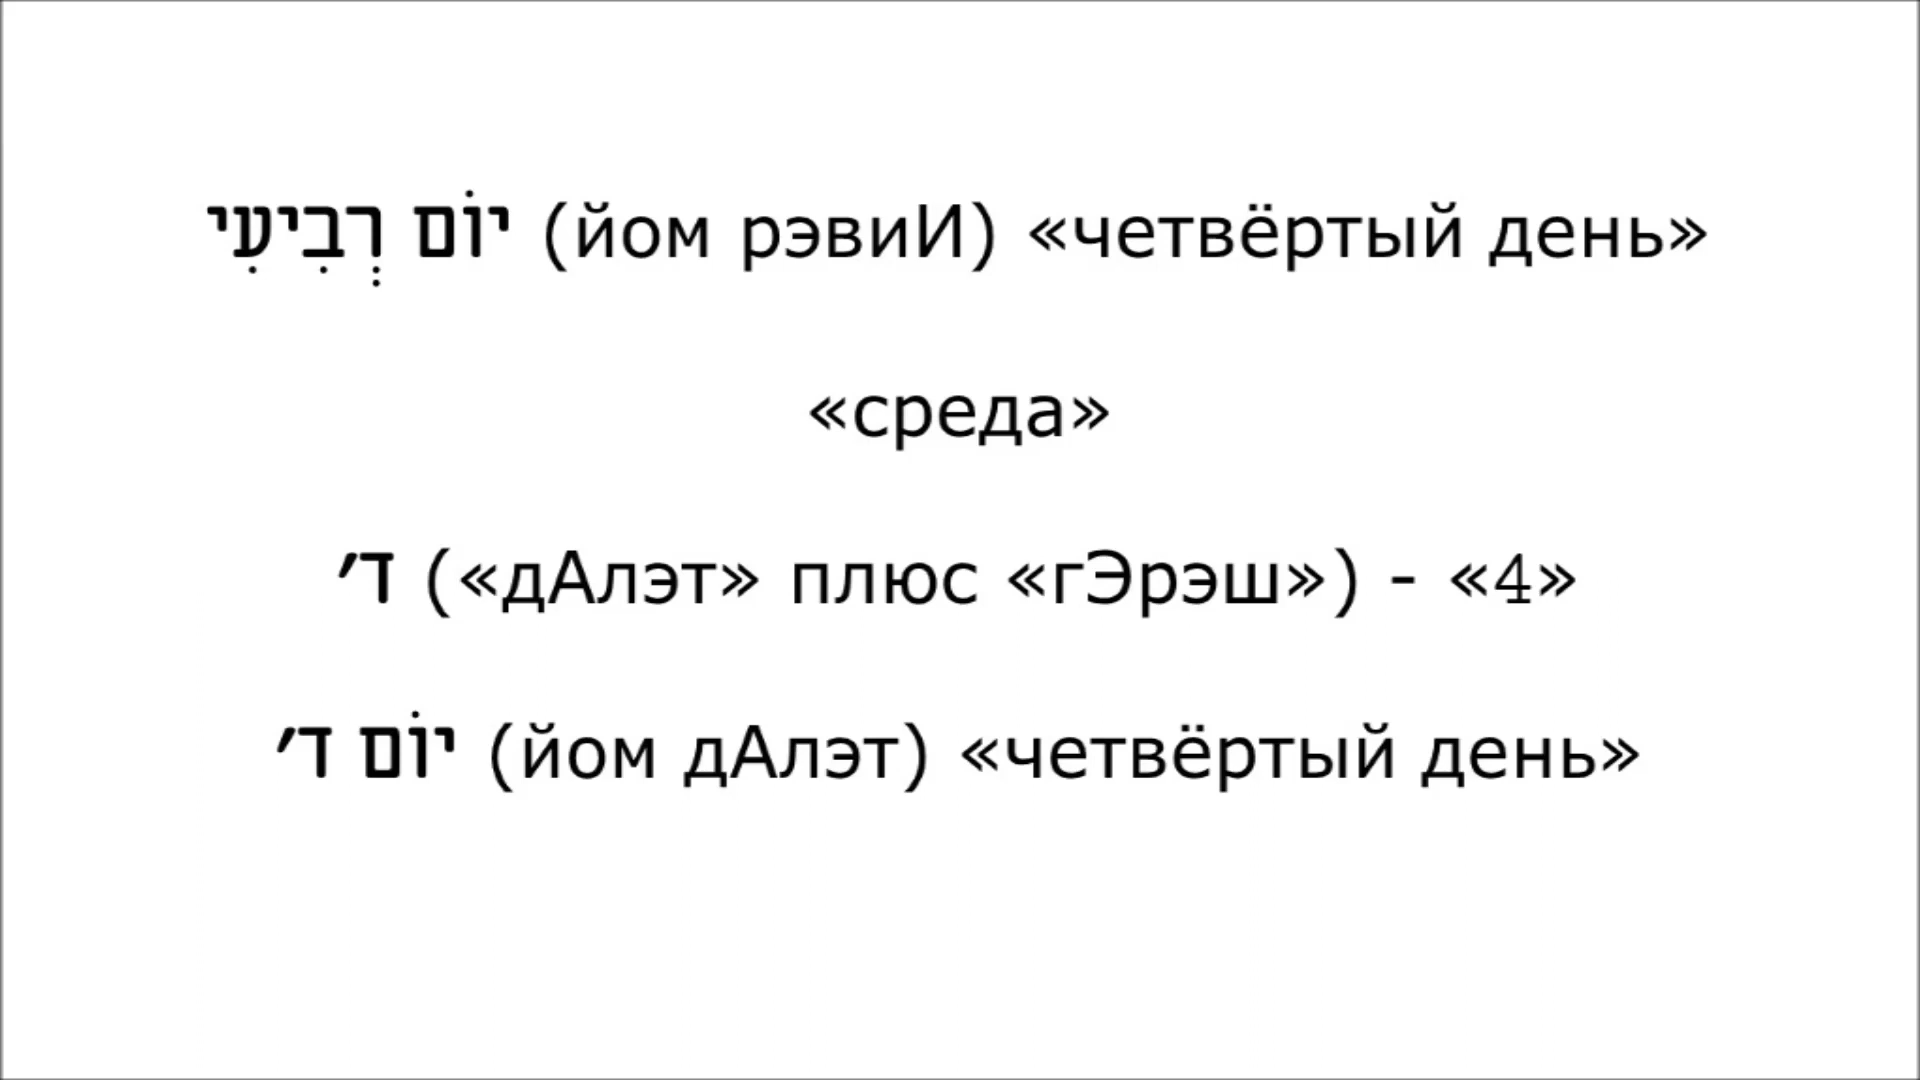 יוֹם רְבִיעִי (йом рэвиИ) «четвёртый день»
«среда»
ד׳ («дАлэт» плюс «гЭрэш») - «4»
יוֹם ד׳ (йом дАлэт) «четвёртый день»